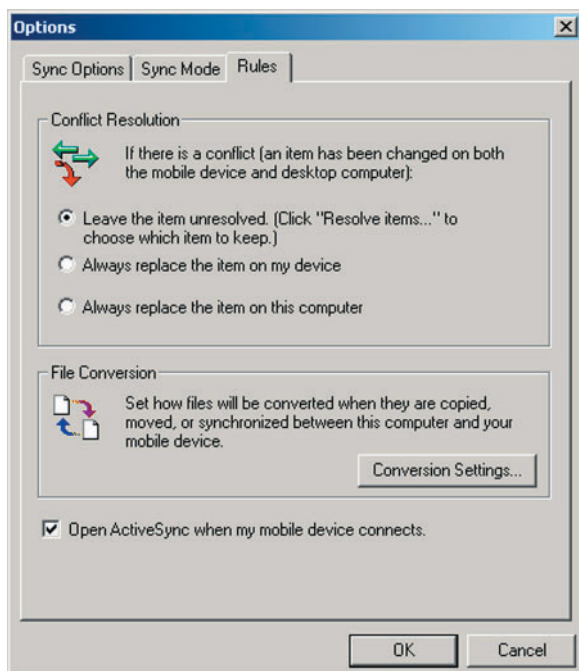 Options
Sync Options
Sync Mode
Rules
Conflict Resolution
If there is a conflict (an item has been changed on both
the mobile device and desktop computer):
Leave the item unresolved. (Click "Resolve items..." to
choose which item to keep.)
Always replace the item on my device
Always replace the item on this computer
File Conversion
Set how files will be converted when they are copied,
moved, or synchronized between this computer and your
mobile device.
Conversion Settings...
Open ActiveSync when my mobile device connects.
OK
Cancel